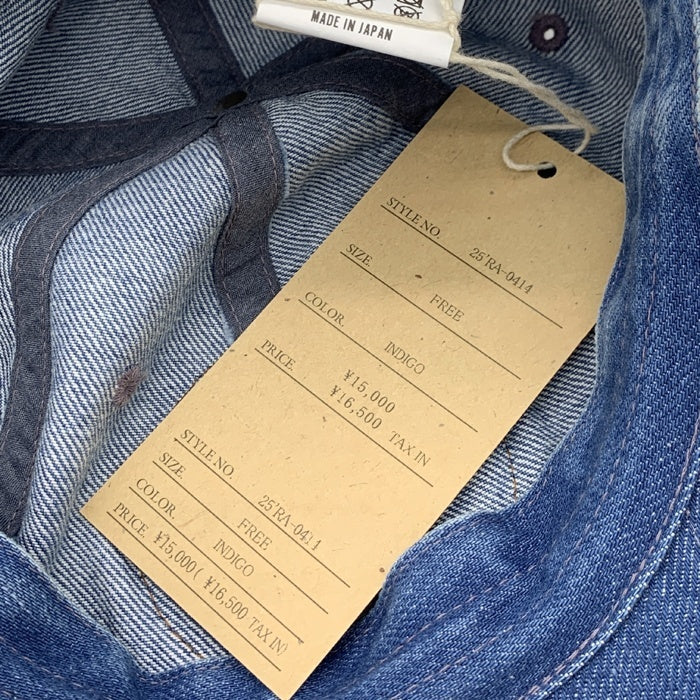 MADE IN JAPAN
STYLE NO. 25'RA-0414
SIZE. FREE
COLOR. INDIGO
PRICE. ¥15,000
¥16,500 TAX IN
STYLE NO. 25'RA-0414
SIZE. FREE
COLOR. INDIGO
PRICE. ¥15,000( ¥16,500 TAX IN)